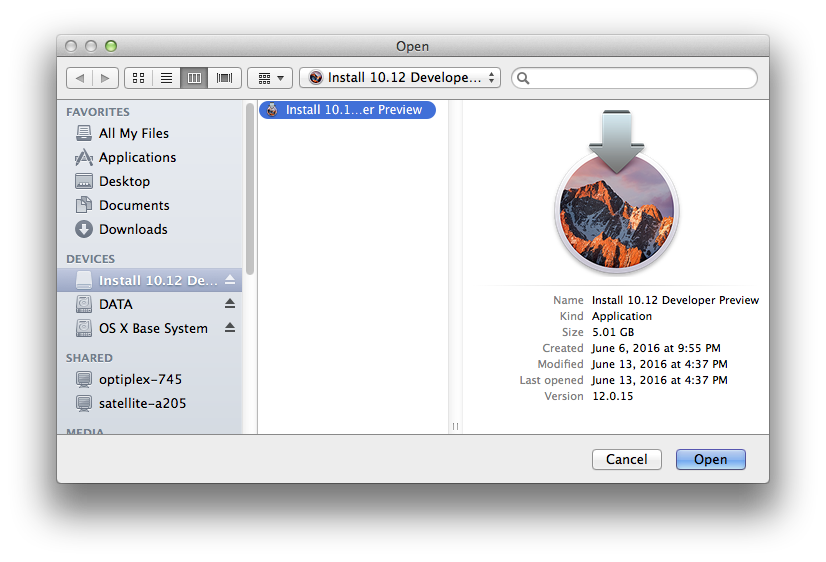 Open
Install 10.12 Develope...
FAVORITES
All My Files
Applications
Desktop
Documents
Downloads
DEVICES
Install 10.12 De...
DATA
OS X Base System
SHARED
optiplex-745
satellite-a205
MEDIA
Install 10.1...er Preview
Name Install 10.12 Developer Preview
Kind Application
Size 5.01 GB
Created June 6, 2016 at 9:55 PM
Modified June 13, 2016 at 4:37 PM
Last opened June 13, 2016 at 4:37 PM
Version 12.0.15
Cancel Open